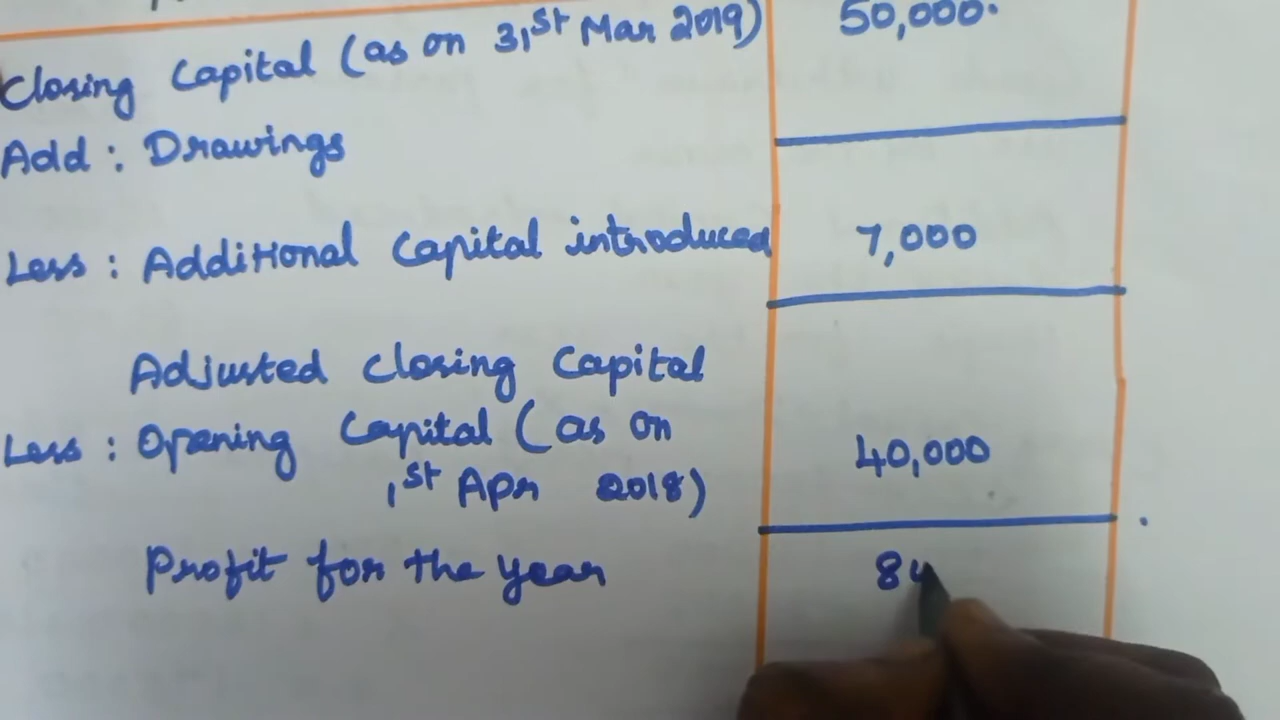 Closing Capital (as on 31st Mar 2019) 50,000.
Add : Drawings
Less : Additional Capital introduced 7,000
Adjusted Closing Capital
Less : Opening Capital (as on 40,000
1st Apr 2018)
Profit for the year 84